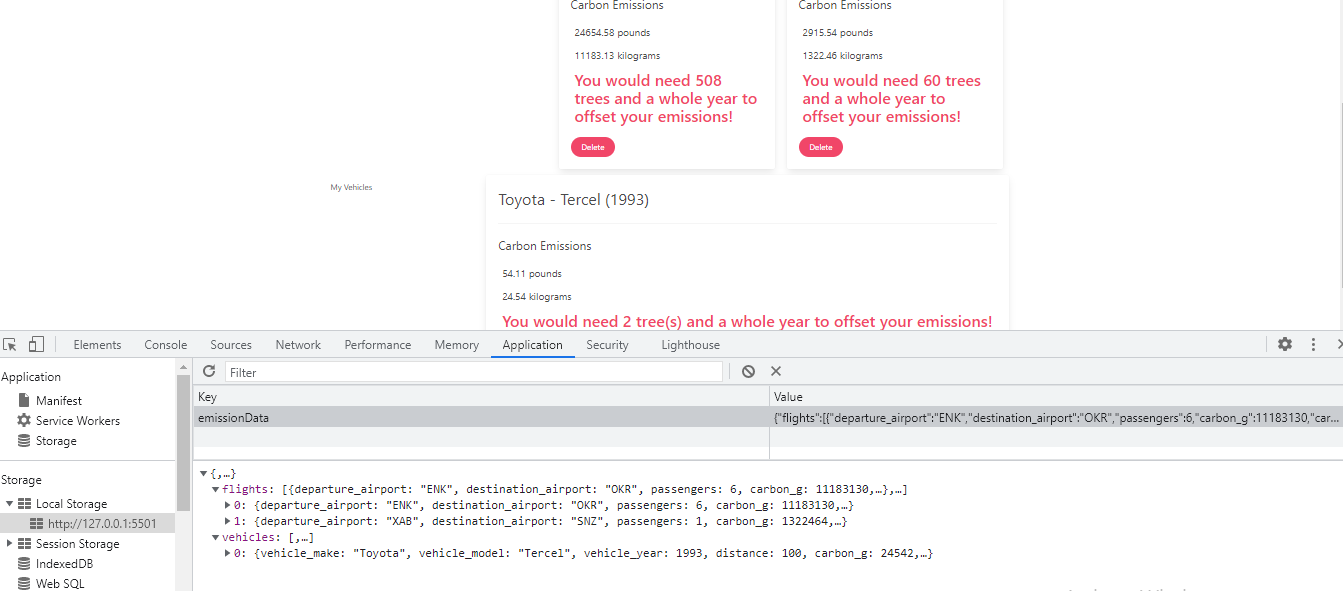 Carbon Emissions
24654.58 pounds
11183.13 kilograms
You would need 508
trees and a whole year to
offset your emissions!
Delete
Carbon Emissions
2915.54 pounds
1322.46 kilograms
You would need 60 trees
and a whole year to
offset your emissions!
Delete
My Vehicles
Toyota - Tercel (1993)
Carbon Emissions
54.11 pounds
24.54 kilograms
You would need 2 tree(s) and a whole year to offset your emissions!
Elements Console Sources Network Performance Memory Application Security Lighthouse
Application
Manifest
Service Workers
Storage
Storage
Local Storage
http://127.0.0.1:5501
Session Storage
IndexedDB
Web SQL
Filter
Key Value
emissionData {"flights":[{"departure_airport":"ENK","destination_airport":"OKR","passengers":6,"carbon_g":11183130,"car...
{,…}
flights: [{departure_airport: "ENK", destination_airport: "OKR", passengers: 6, carbon_g: 11183130,…},…]
0: {departure_airport: "ENK", destination_airport: "OKR", passengers: 6, carbon_g: 11183130,…}
1: {departure_airport: "XAB", destination_airport: "SNZ", passengers: 1, carbon_g: 1322464,…}
vehicles: [,…]
0: {vehicle_make: "Toyota", vehicle_model: "Tercel", vehicle_year: 1993, distance: 100, carbon_g: 24542,…}